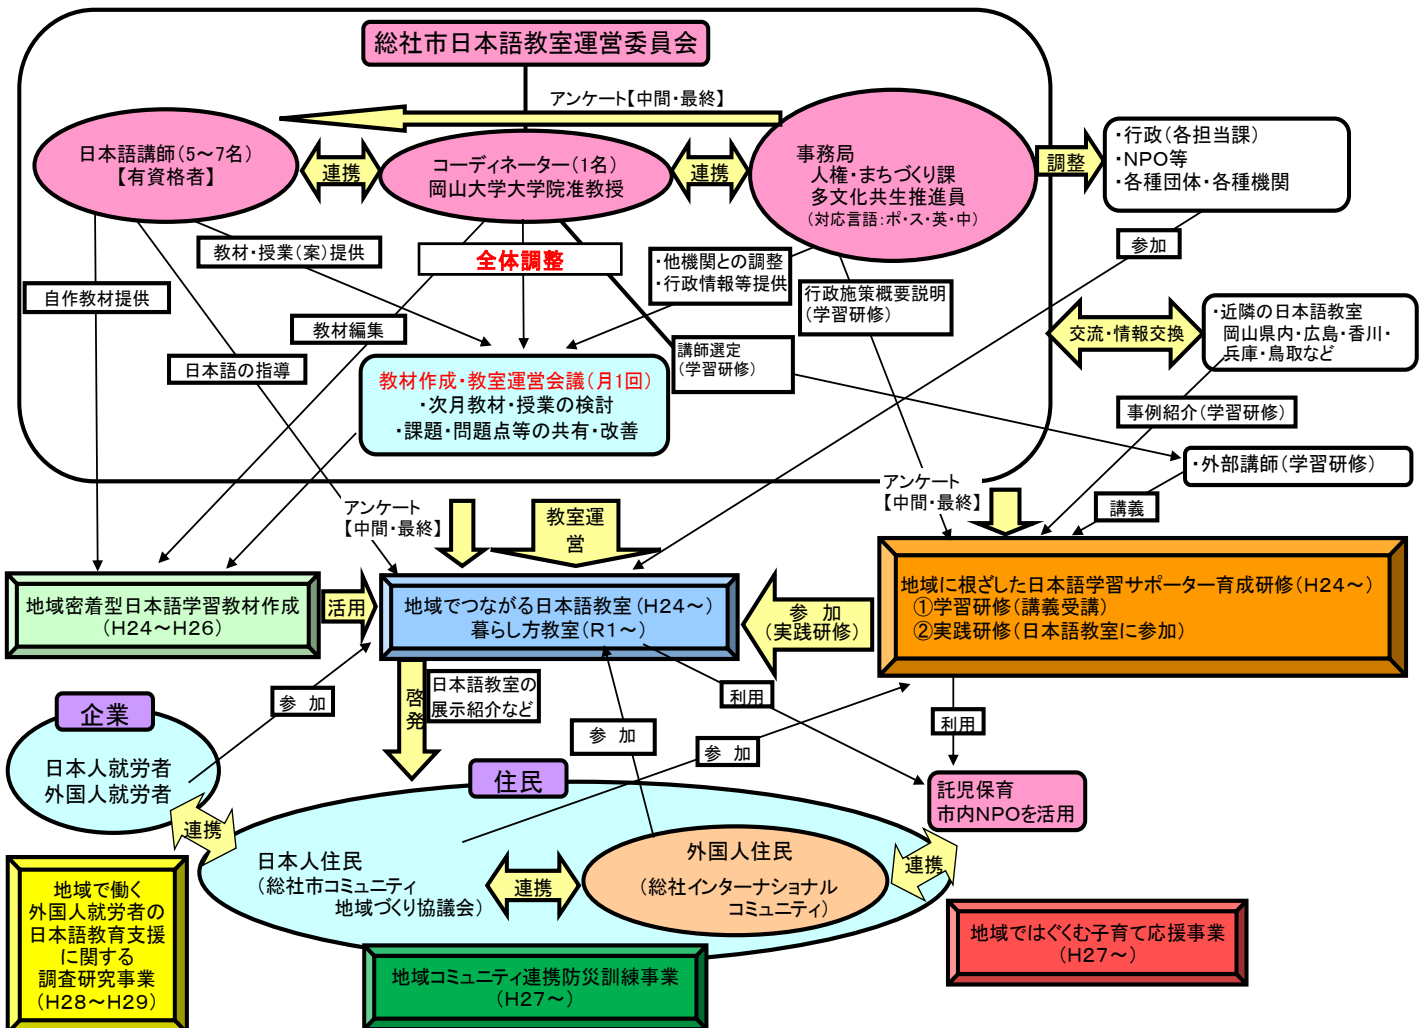 総社市日本語教室運営委員会
アンケート【中間・最終】
日本語講師(5～7名)
【有資格者】
連携
コーディネーター(1名)
岡山大学大学院准教授
連携
事務局
人権・まちづくり課
多文化共生推進員
(対応言語:ポ・ス・英・中)
調整
・行政(各担当課)
・NPO等
・各種団体・各種機関
参加
教材・授業(案)提供
全体調整
・他機関との調整
・行政情報等提供
自作教材提供
行政施策概要説明
(学習研修)
教材編集
交流・情報交換
・近隣の日本語教室
岡山県内・広島・香川・
兵庫・鳥取など
日本語の指導
講師選定
(学習研修)
教材作成・教室運営会議(月1回)
・次月教材・授業の検討
・課題・問題点等の共有・改善
事例紹介(学習研修)
・外部講師(学習研修)
アンケート
【中間・最終】
教室運
営
アンケート
【中間・最終】
講義
地域密着型日本語学習教材作成
(H24～H26)
活用
地域でつながる日本語教室(H24～)
暮らし方教室(R1～)
参 加
(実践研修)
地域に根ざした日本語学習サポーター育成研修(H24～)
①学習研修(講義受講)
②実践研修(日本語教室に参加)
企業
参 加
啓発
日本語教室の
展示紹介など
利用
利用
参 加
参 加
日本人就労者
外国人就労者
住民
託児保育
市内NPOを活用
連携
日本人住民
(総社市コミュニティ
地域づくり協議会)
連携
外国人住民
(総社インターナショナル
コミュニティ)
連携
地域で働く
外国人就労者の
日本語教育支援
に関する
調査研究事業
(H28～H29)
地域コミュニティ連携防災訓練事業
(H27～)
地域ではぐくむ子育て応援事業
(H27～)